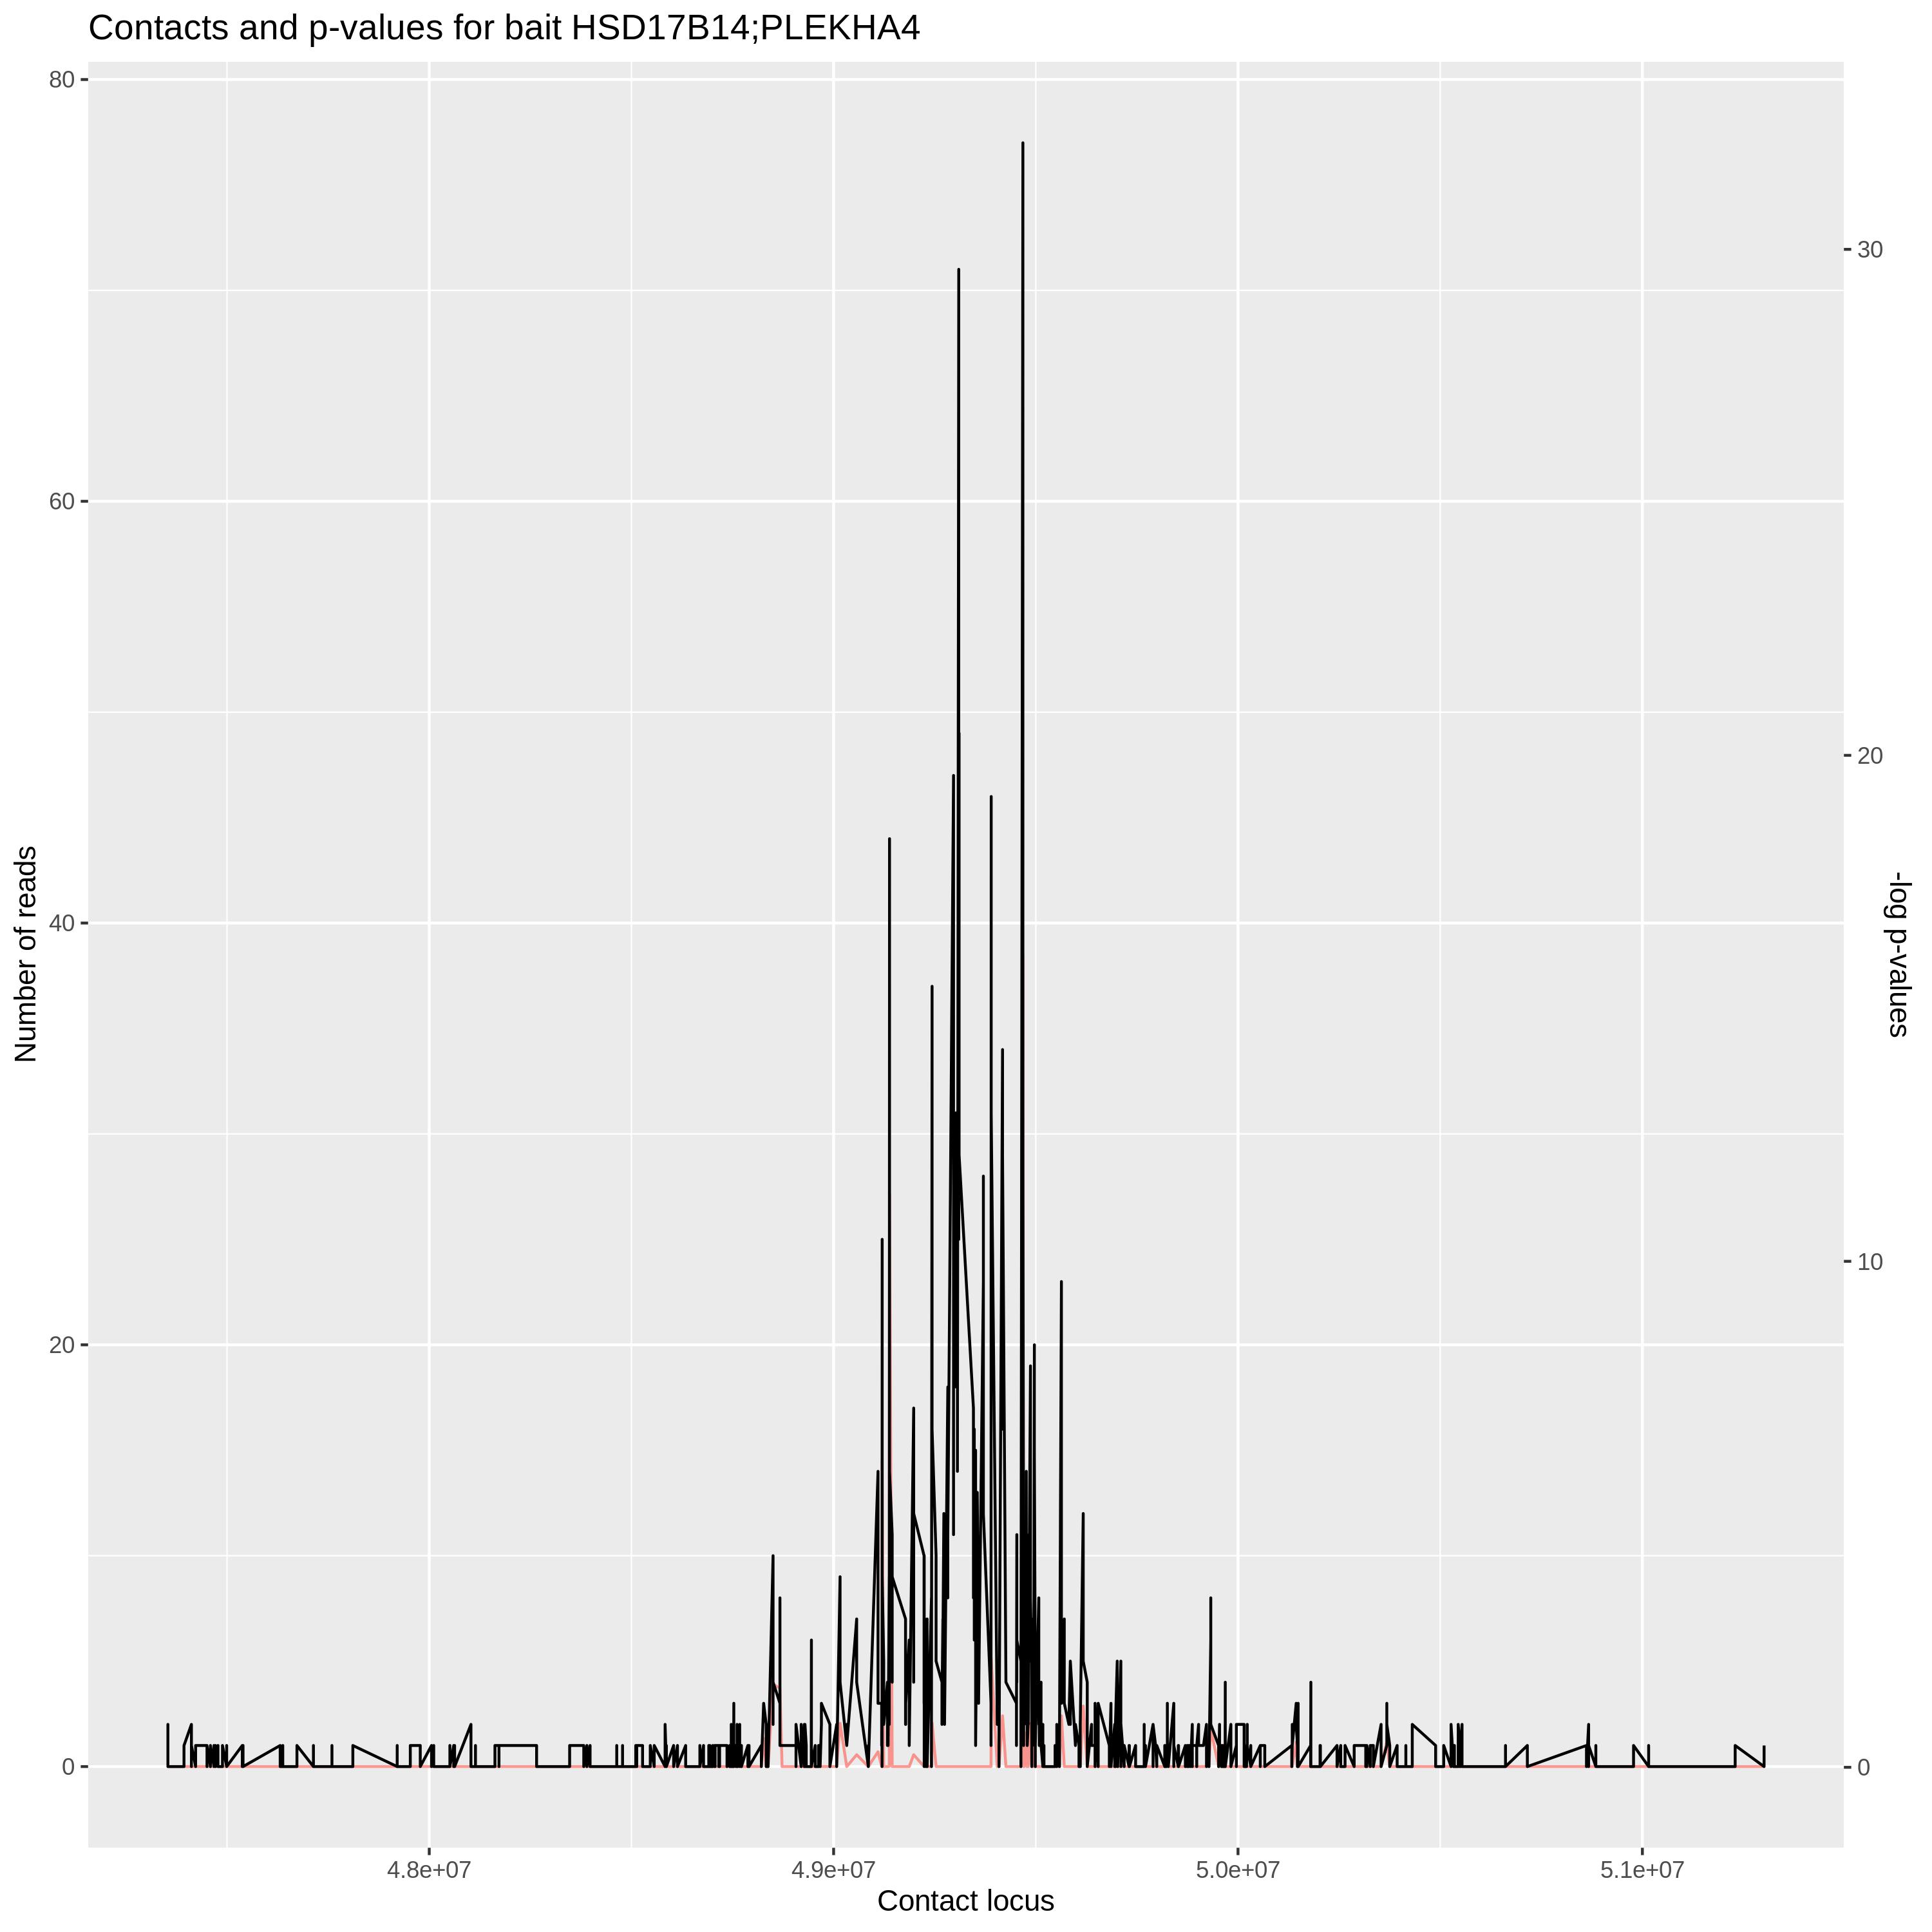 Contacts and p-values for bait HSD17B14;PLEKHA4
80
60
40
20
0
Number of reads
30
20
10
0
-log p-values
4.8e+07 4.9e+07 5.0e+07 5.1e+07
Contact locus